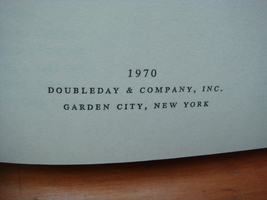 1970
DOUBLEDAY & COMPANY, INC.
GARDEN CITY, NEW YORK